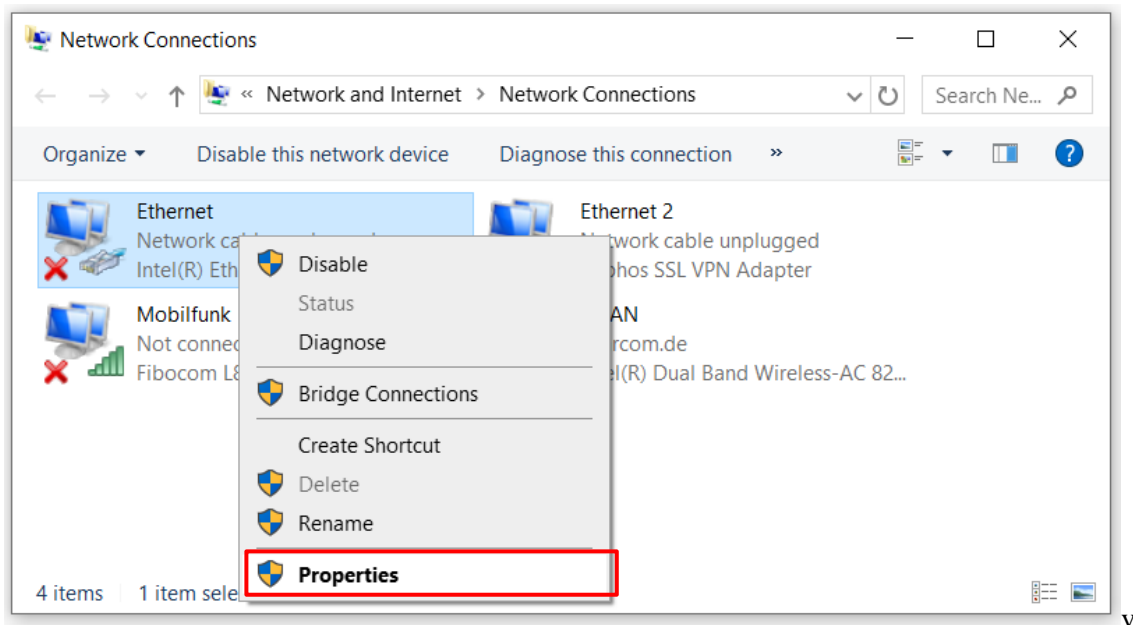 Network Connections
« Network and Internet > Network Connections
Search Ne...
Organize Disable this network device Diagnose this connection »
Ethernet
Network
Intel(R) Eth
Ethernet 2
Network cable unplugged
SSL VPN Adapter
Mobilfunk
Not connec
Fibocom L8
AN
rcom.de
(R) Dual Band Wireless-AC 82...
Disable
Status
Diagnose
Bridge Connections
Create Shortcut
Delete
Rename
Properties
4 items 1 item sele